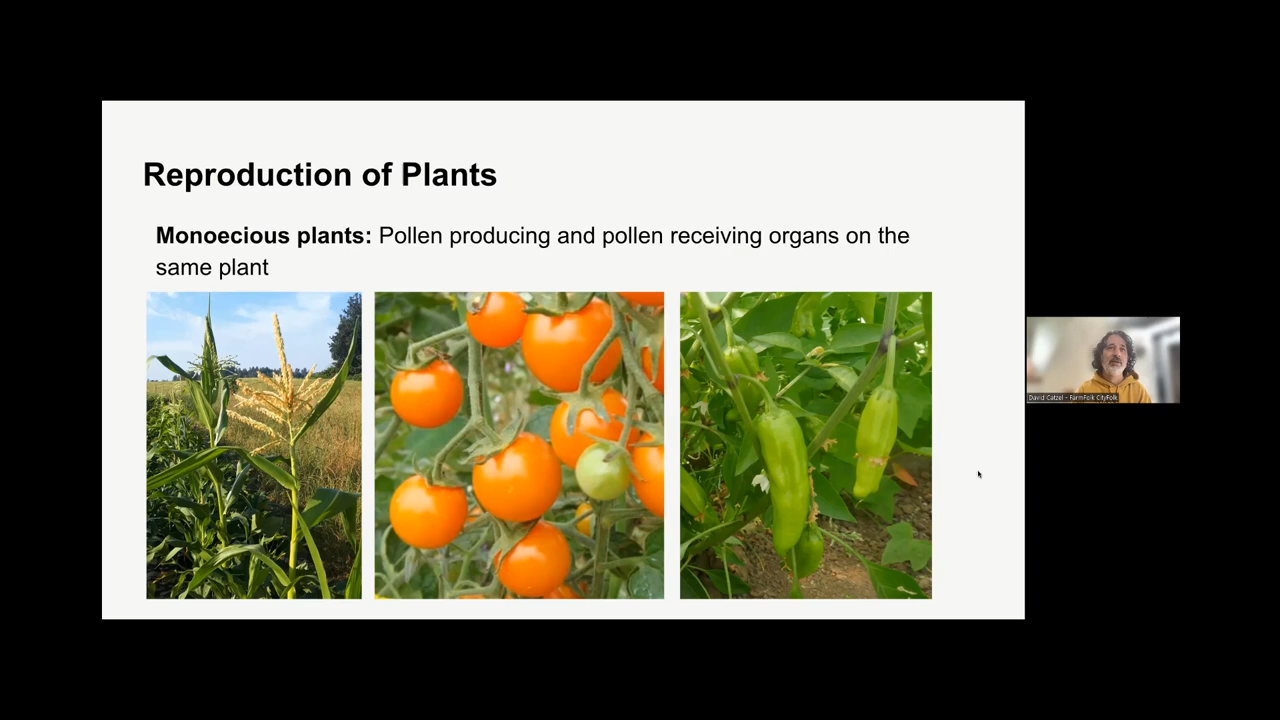 Reproduction of Plants
Monoecious plants: Pollen producing and pollen receiving organs on the
same plant
David Catzel - FarmFolk CityFolk